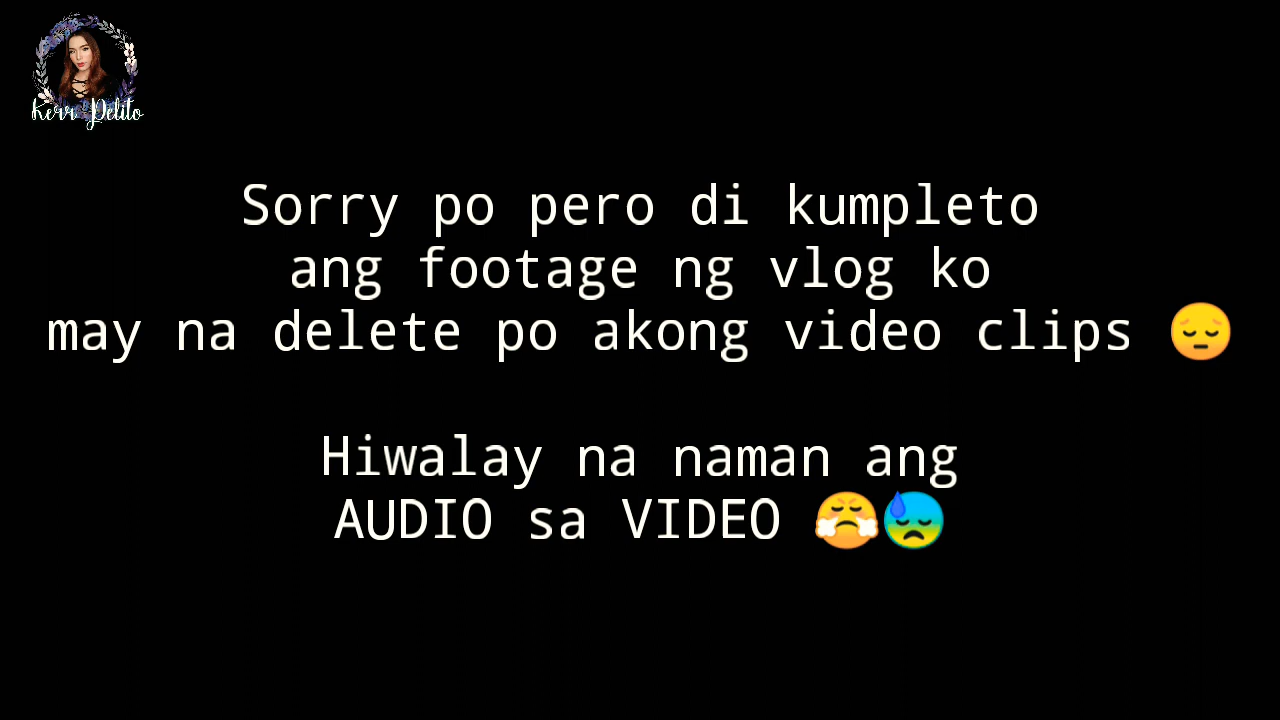 Kerr Delito
Sorry po pero di kumpleto
ang footage ng vlog ko
may na delete po akong video clips 😔
Hiwalay na naman ang
AUDIO sa VIDEO 😤😓